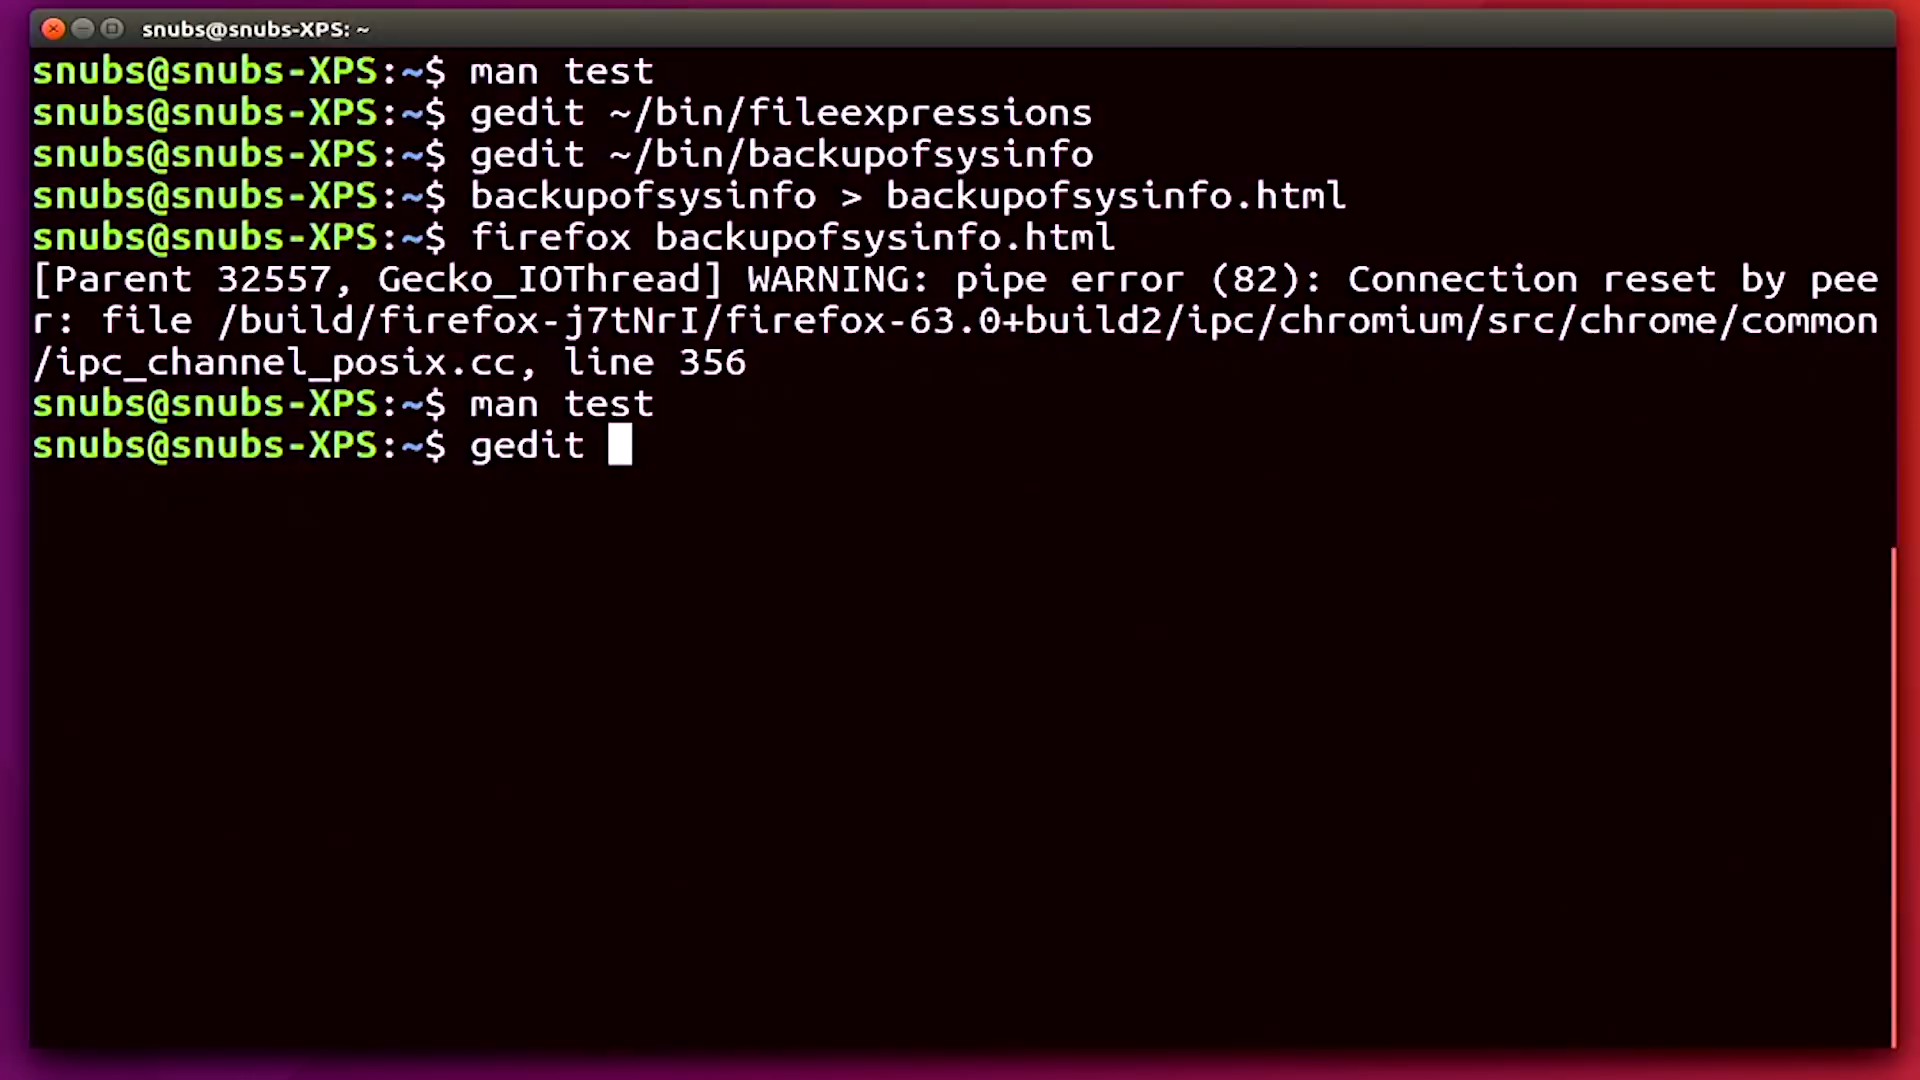 snubs@snubs-XPS: ~
snubs@snubs-XPS:~$ man test
snubs@snubs-XPS:~$ gedit ~/bin/fileexpressions
snubs@snubs-XPS:~$ gedit ~/bin/backupofsysinfo
snubs@snubs-XPS:~$ backupofsysinfo > backupofsysinfo.html
snubs@snubs-XPS:~$ firefox backupofsysinfo.html
[Parent 32557, Gecko_IOThread] WARNING: pipe error (82): Connection reset by pee
r: file /build/firefox-j7tNrI/firefox-63.0+build2/ipc/chromium/src/chrome/common
/ipc_channel_posix.cc, line 356
snubs@snubs-XPS:~$ man test
snubs@snubs-XPS:~$ gedit